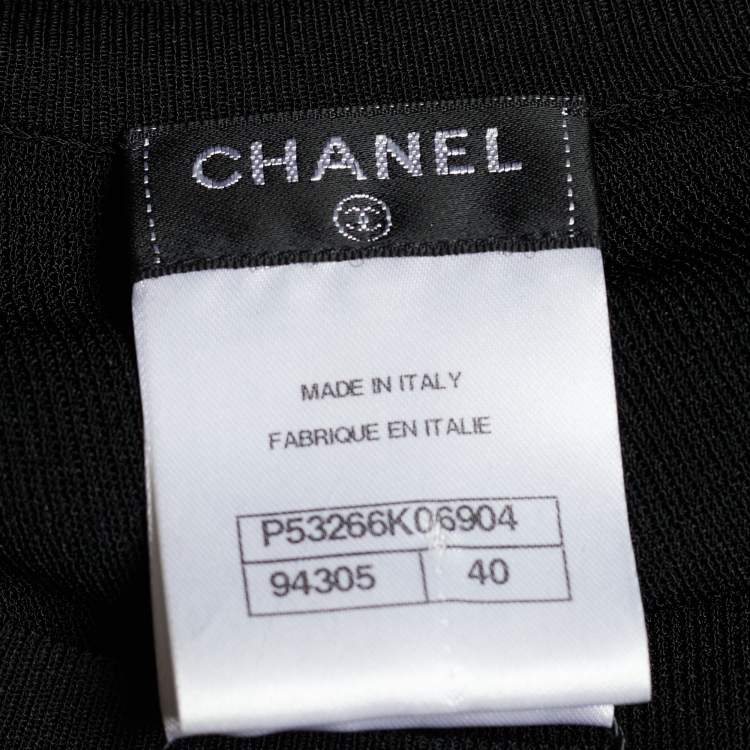 CHANEL
MADE IN ITALY
FABRIQUE EN ITALIE
P53266K06904
94305 40